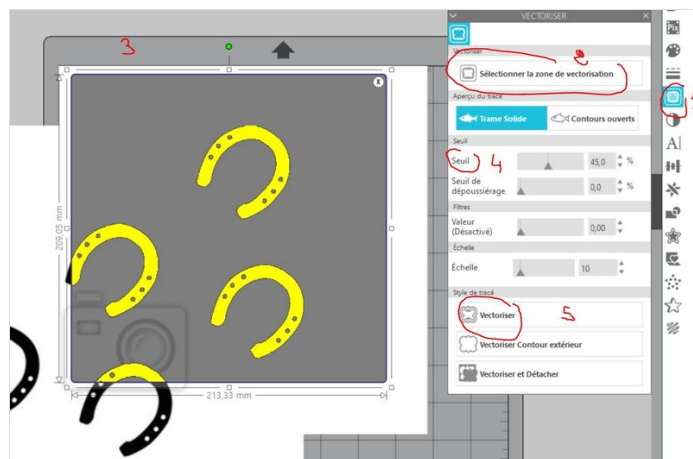 VECTORISER
Vectoriser
2
Sélectionner la zone de vectorisation
Aperçu du tracé
Trame Solide
Contours ouverts
Seuil
Seuil
4
45,0
%
Seuil de dépoussiérage
0,0
%
Filtres
Valeur (Désactivé)
0,00
Échelle
Échelle
10
Style de tracé
Vectoriser
5
Vectoriser Contour extérieur
Vectoriser et Détacher
3
X
209,05 mm
213,33 mm
PIX
A